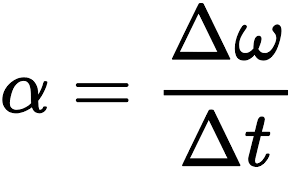 α = Δω / Δt